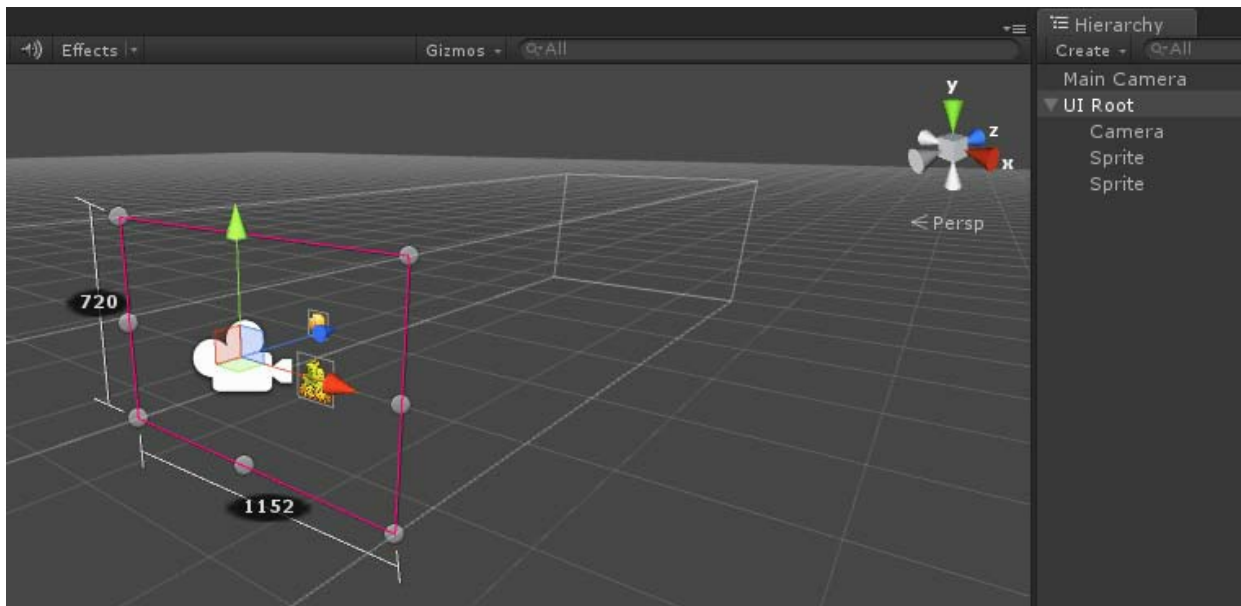 Hierarchy
Effects
Gizmos
All
Create
All
Main Camera
UI Root
Camera
Sprite
Sprite
y
z
x
Persp
720
1152